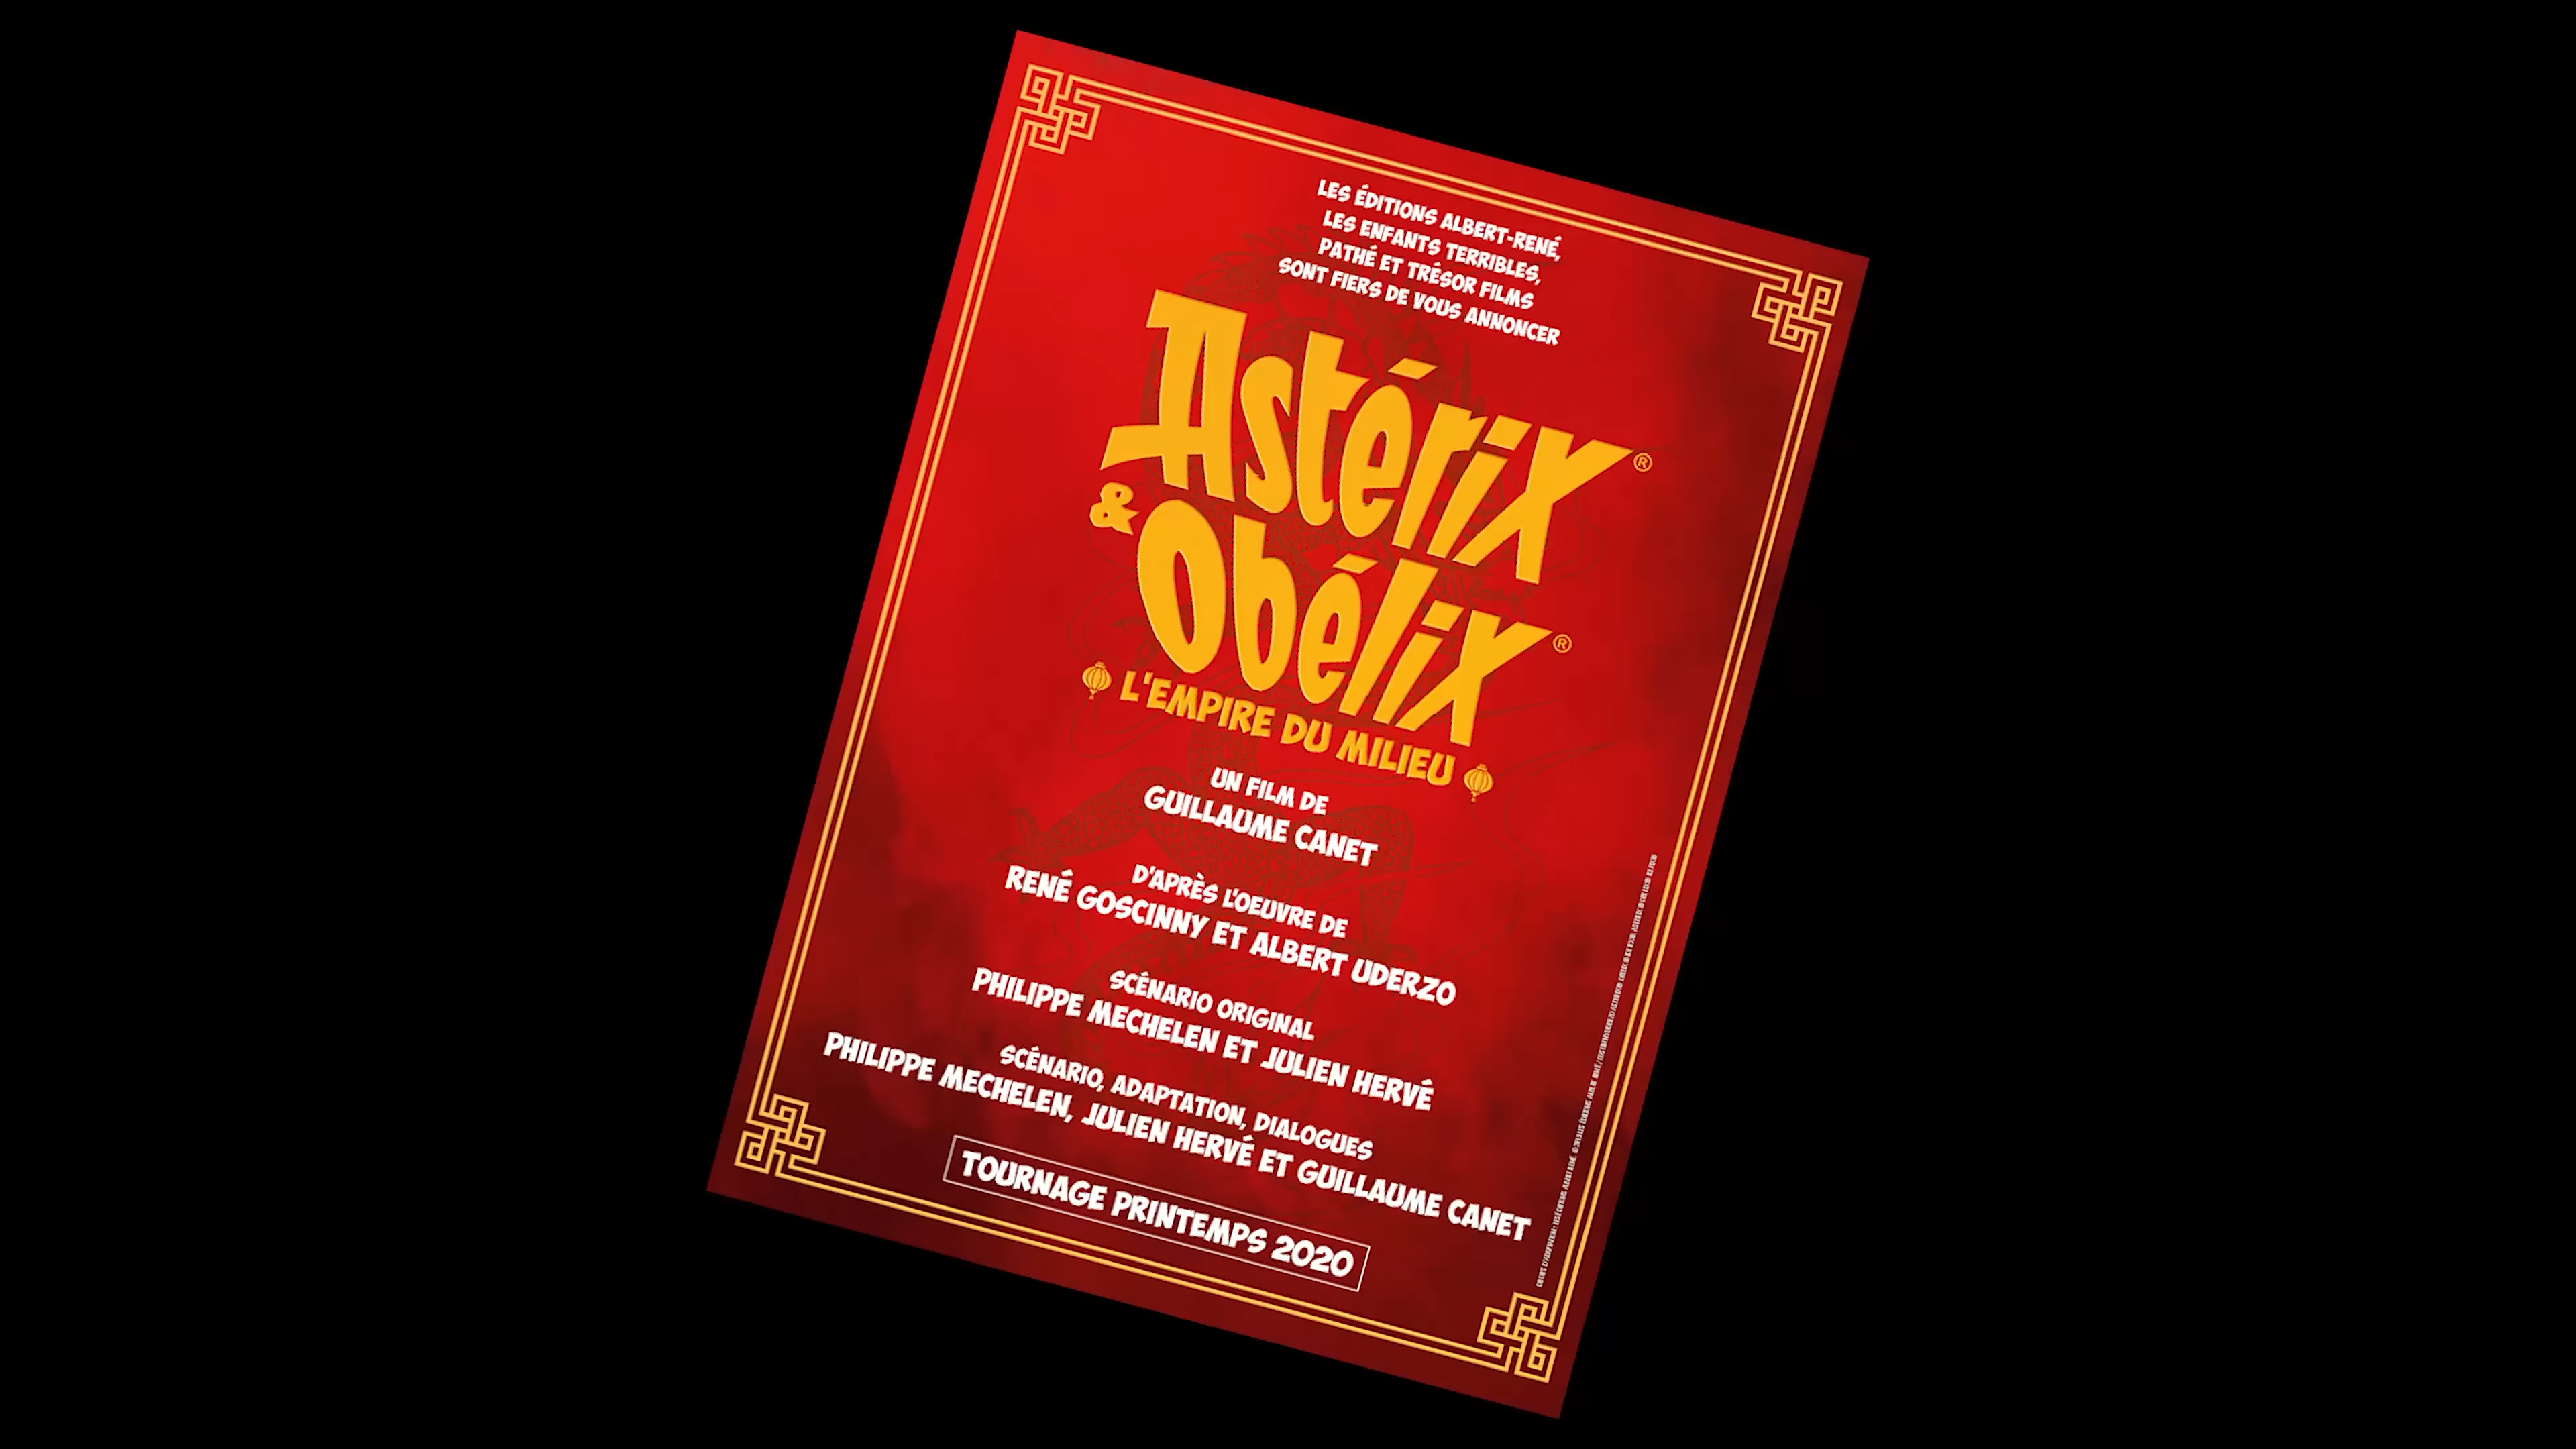 LES ÉDITIONS ALBERT-RENÉ,
LES ENFANTS TERRIBLES,
PATHÉ ET TRÉSOR FILMS
SONT FIERS DE VOUS ANNONCER
Astérix®
& Obélix®
L'EMPIRE DU MILIEU
UN FILM DE
GUILLAUME CANET
D'APRÈS L'OEUVRE DE
RENÉ GOSCINNY ET ALBERT UDERZO
SCÉNARIO ORIGINAL
PHILIPPE MECHELEN ET JULIEN HERVÉ
SCÉNARIO, ADAPTATION, DIALOGUES
PHILIPPE MECHELEN, JULIEN HERVÉ ET GUILLAUME CANET
TOURNAGE PRINTEMPS 2020